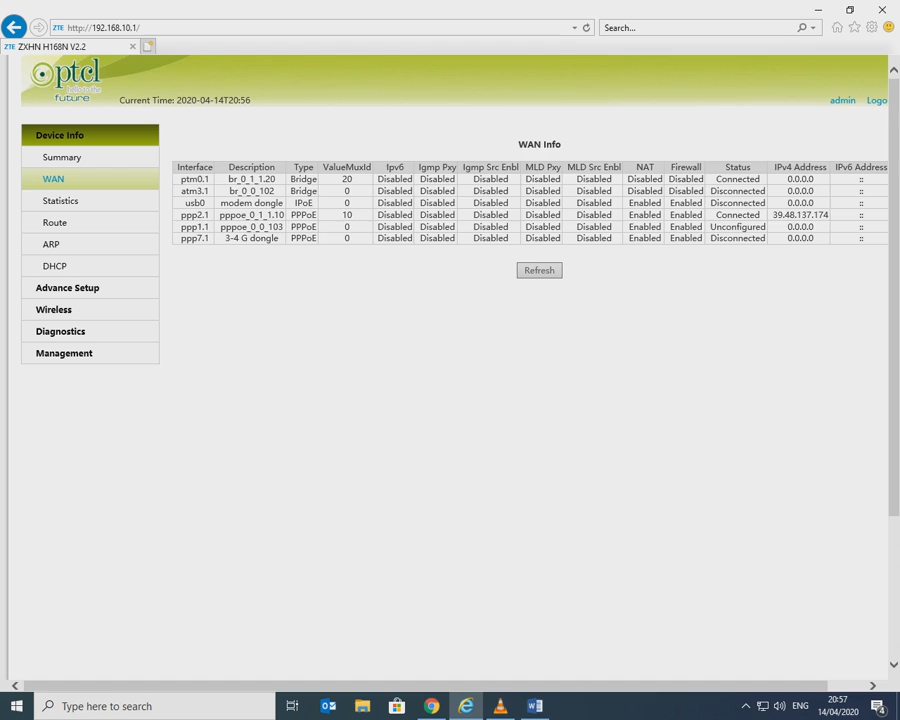 ZTE http://192.168.10.1/
Search...
ZTE ZXHN H168N V2.2
ptcl
hello to the
future
Current Time: 2020-04-14T20:56
admin Logo
Device Info
Summary
WAN
Statistics
Route
ARP
DHCP
Advance Setup
Wireless
Diagnostics
Management
WAN Info
Interface Description Type ValueMuxId Ipv6 Igmp Pxy Igmp Src Enbl MLD Pxy MLD Src Enbl NAT Firewall Status IPv4 Address IPv6 Address
ptm0.1 br_0_1_1.20 Bridge 20 Disabled Disabled Disabled Disabled Disabled Disabled Disabled Connected 0.0.0.0 ::
atm3.1 br_0_0_102 Bridge 0 Disabled Disabled Disabled Disabled Disabled Disabled Disabled Disconnected 0.0.0.0 ::
usb0 modem dongle IPoE 0 Disabled Disabled Disabled Disabled Disabled Enabled Enabled Disconnected 0.0.0.0 ::
ppp2.1 pppoe_0_1_1.10 PPPoE 10 Disabled Disabled Disabled Disabled Disabled Enabled Enabled Connected 39.48.137.174 ::
ppp1.1 pppoe_0_0_103 PPPoE 0 Disabled Disabled Disabled Disabled Disabled Enabled Enabled Unconfigured 0.0.0.0 ::
ppp7.1 3-4 G dongle PPPoE 0 Disabled Disabled Disabled Disabled Disabled Enabled Enabled Disconnected 0.0.0.0 ::
Refresh
Type here to search
ENG
20:57
14/04/2020
4